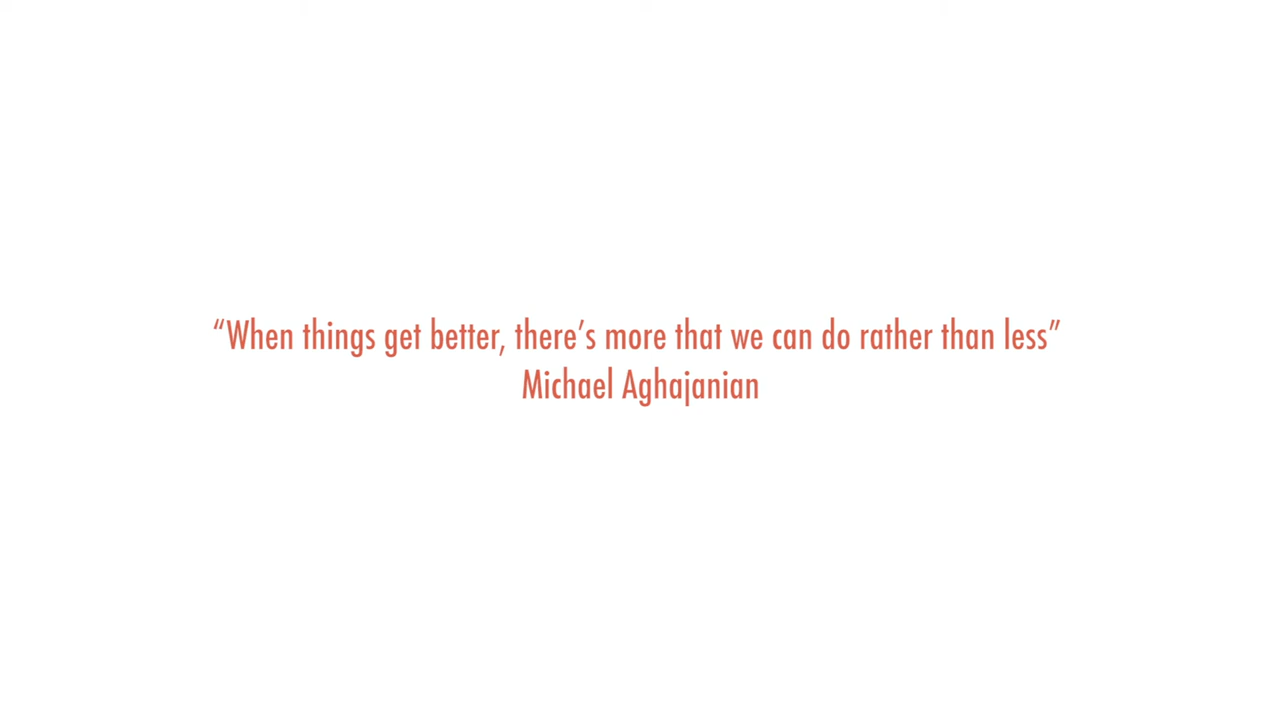 “When things get better, there’s more that we can do rather than less”
Michael Aghajanian